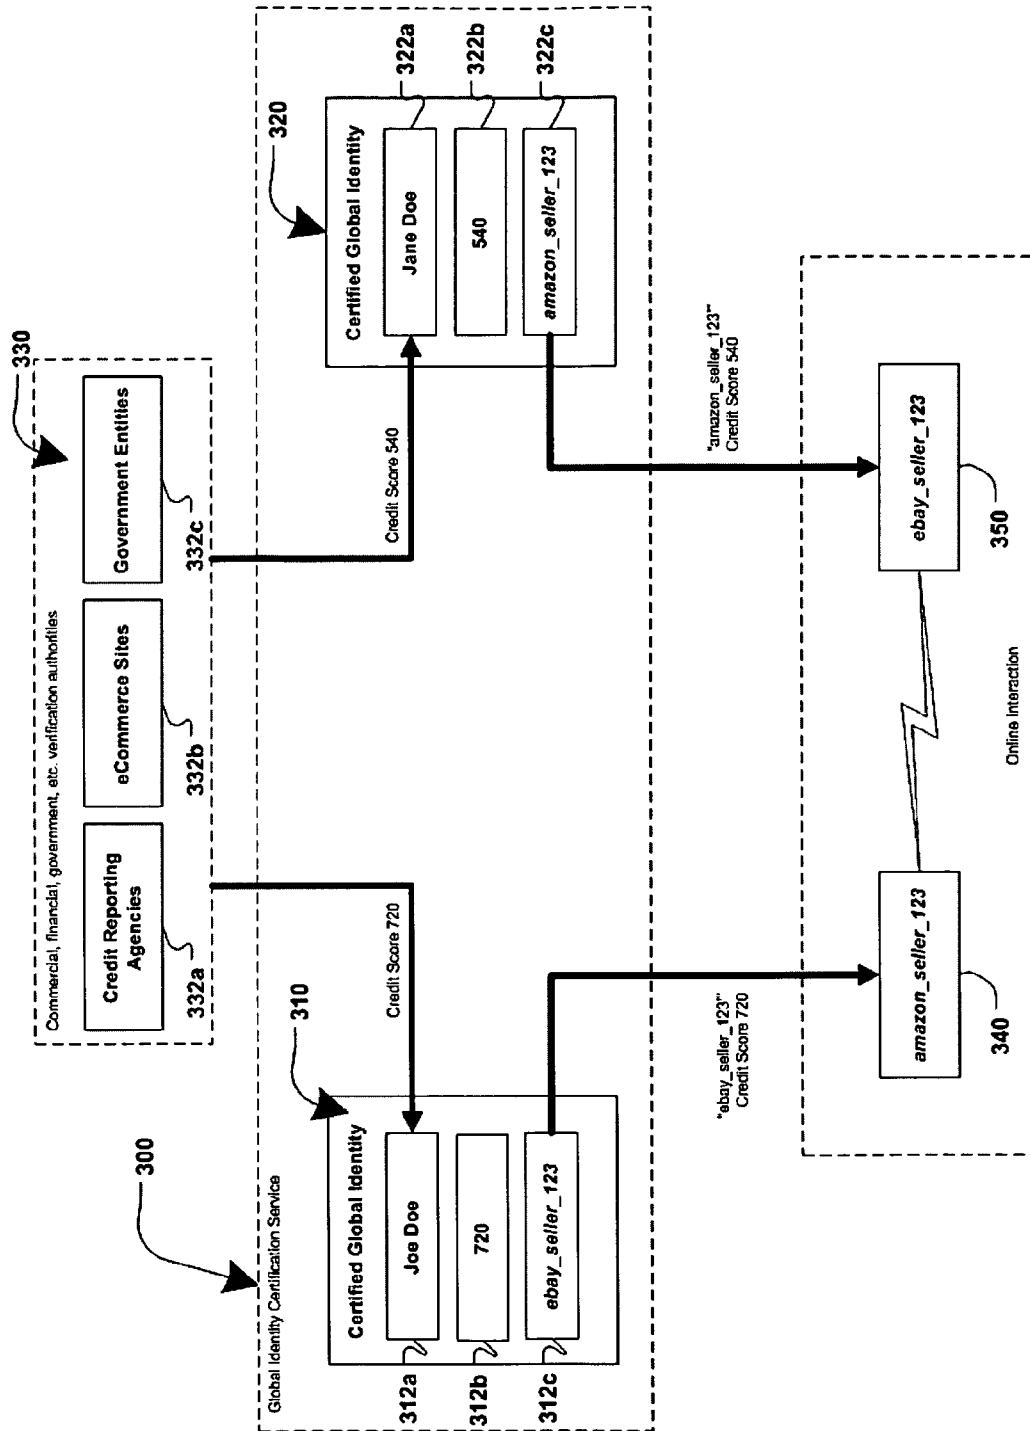 330
Commercial, financial, government, etc. verification authorities
Credit Reporting
Agencies
eCommerce Sites
Government Entities
332a
332b
332c
300
Global Identity Certification Service
310
320
Credit Score 720
Credit Score 540
Certified Global Identity
Joe Doe
720
ebay_seller_123
312a
312b
312c
Certified Global Identity
Jane Doe
540
amazon_seller_123
322a
322b
322c
"ebay_seller_123"
Credit Score 720
"amazon_seller_123"
Credit Score 540
amazon_seller_123
340
ebay_seller_123
350
Online Interaction